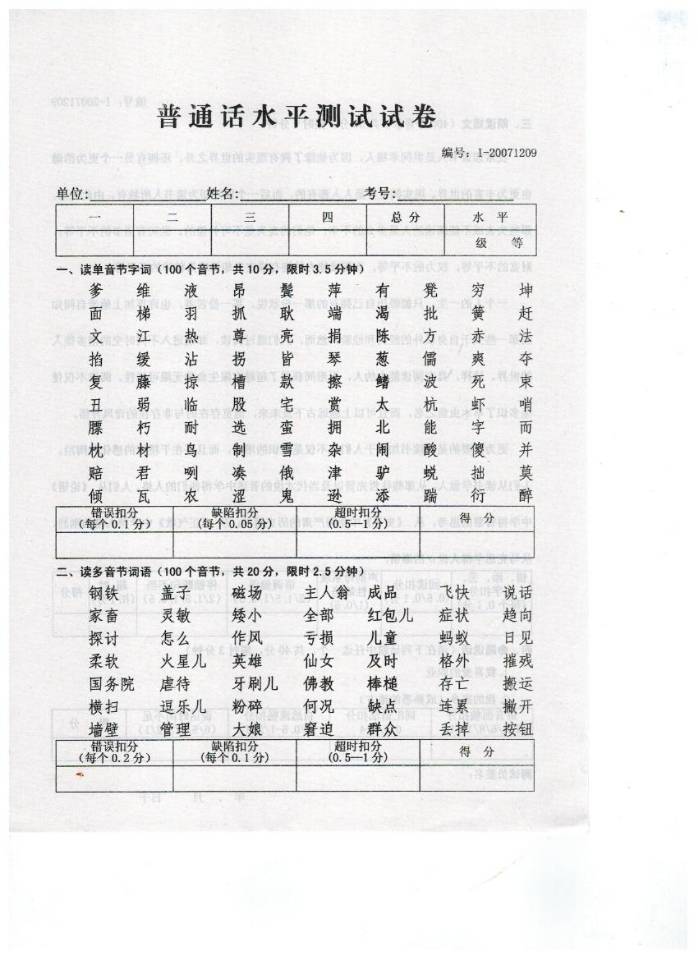 普通话水平测试试卷
编号：I-20071209
单位: 姓名: 考号:
一 二 三 四 总分 水平
级 等
一、读单音节字词（100个音节，共10分，限时3.5分钟）
爹 维 液 昂 鬓 萍 有 凳 穷 坤
面 梯 羽 抓 耿 端 渴 批 簧 赶
文 江 热 尊 亮 捐 陈 方 赤 法
掐 缓 沾 拐 皆 琴 葱 儒 爽 夺
复 藤 掠 槽 款 擦 鳍 波 死 束
丑 弱 临 股 宅 赏 太 杭 虾 哨
腮 朽 耐 选 蛮 拥 北 能 字 而
枕 材 鸟 制 雪 杂 闹 酸 傻 并
赔 君 咧 凑 俄 津 驴 蜕 拙 莫
倾 瓦 农 涩 鬼 逊 添 踹 衍 醉
错误扣分 缺陷扣分 超时扣分 得分
（每个0.1分） （每个0.05分） （0.5—1分）
二、读多音节词语（100个音节，共20分，限时2.5分钟）
钢铁 盖子 磁场 主人翁 成品 飞快 说话
家畜 灵敏 矮小 全部 红包儿 症状 趋向
探讨 怎么 作风 亏损 儿童 蚂蚁 日见
柔软 火星儿 英雄 仙女 及时 格外 摧残
国务院 虐待 牙刷儿 佛教 棒槌 存亡 搬运
横扫 逗乐儿 粉碎 何况 缺点 连累 撇开
墙壁 管理 大娘 窘迫 群众 丢掉 按钮
错误扣分 缺陷扣分 超时扣分 得分
（每个0.2分） （每个0.1分） （0.5—1分）